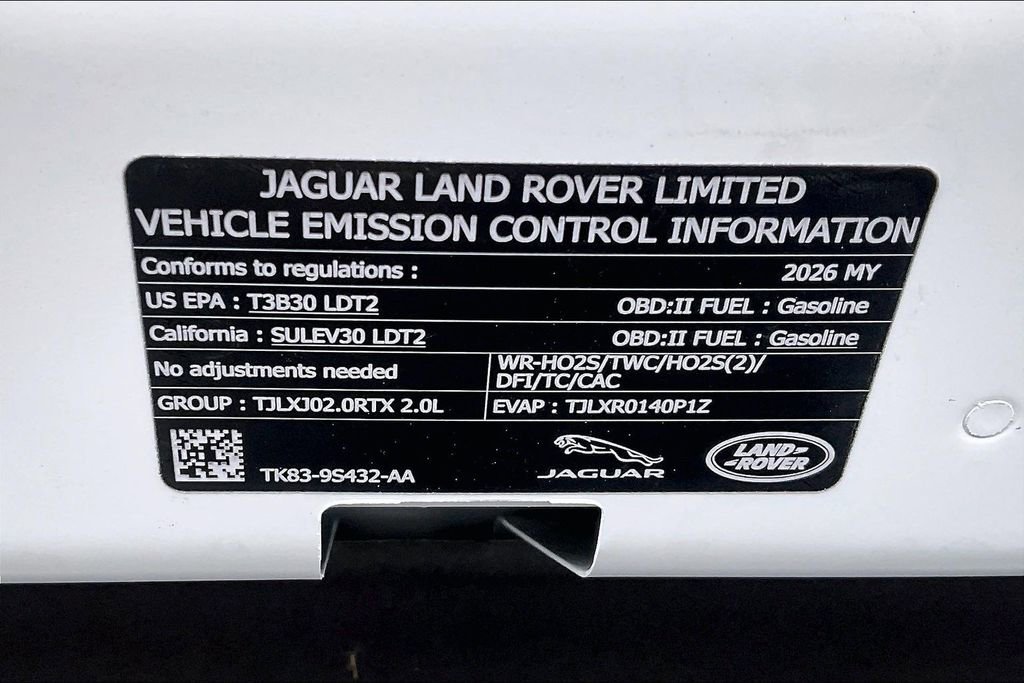 JAGUAR LAND ROVER LIMITED
VEHICLE EMISSION CONTROL INFORMATION
Conforms to regulations : 2026 MY
US EPA : T3B30 LDT2 OBD:II FUEL : Gasoline
California : SULEV30 LDT2 OBD:II FUEL : Gasoline
No adjustments needed
WR-HO2S/TWC/HO2S(2)/
DFI/TC/CAC
GROUP : TJLXJ02.0RTX 2.0L EVAP : TJLXR0140P1Z
TK83-9S432-AA
JAGUAR
LAND-
-ROVER